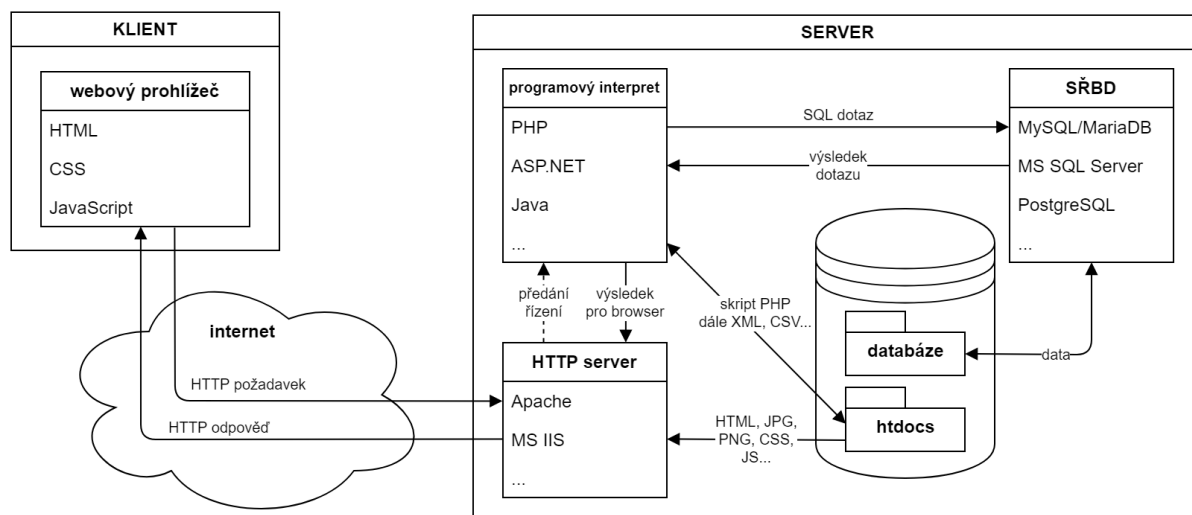 KLIENT
webový prohlížeč
HTML
CSS
JavaScript
internet
HTTP požadavek
HTTP odpověď
SERVER
programový interpret
PHP
ASP.NET
Java
...
SQL dotaz
výsledek
dotazu
SŘBD
MySQL/MariaDB
MS SQL Server
PostgreSQL
...
předání
řízení
výsledek
pro browser
skript PHP
dále XML, CSV...
databáze
data
htdocs
HTTP server
Apache
MS IIS
...
HTML, JPG,
PNG, CSS,
JS...